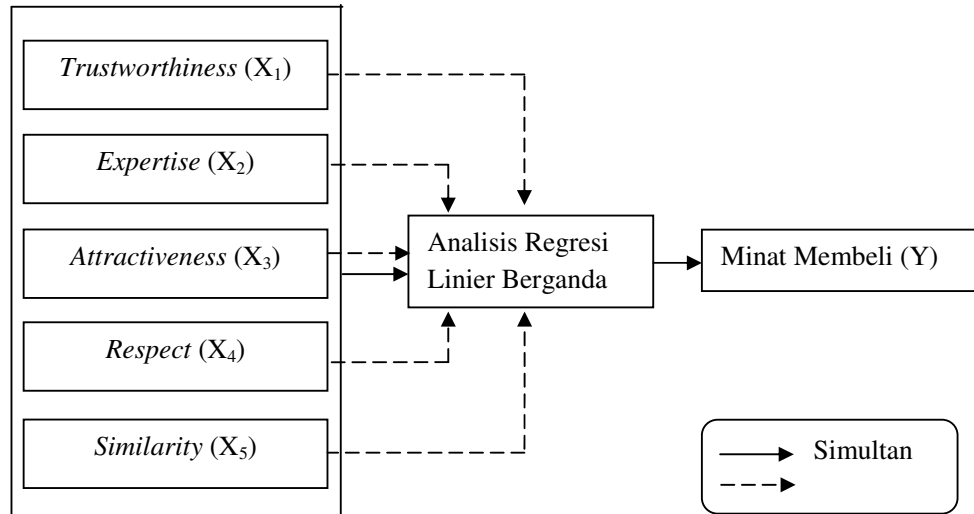 Trustworthiness (X₁)
Expertise (X₂)
Attractiveness (X₃)
Respect (X₄)
Similarity (X₅)
Analisis Regresi
Linier Berganda
Minat Membeli (Y)
Simultan